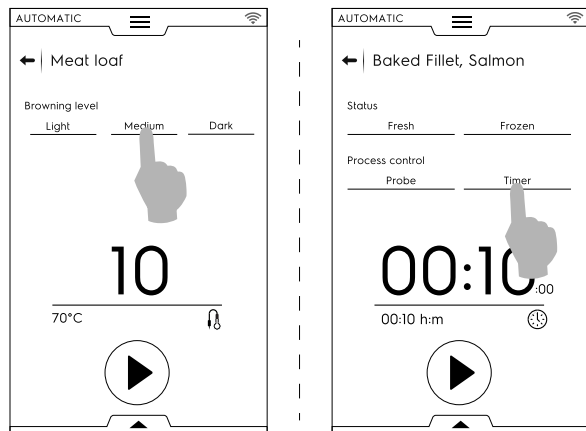 AUTOMATIC
Meat loaf
Browning level
Light Medium Dark
10
70°C
AUTOMATIC
Baked Fillet, Salmon
Status
Fresh Frozen
Process control
Probe Timer
00:10:00
00:10 h:m